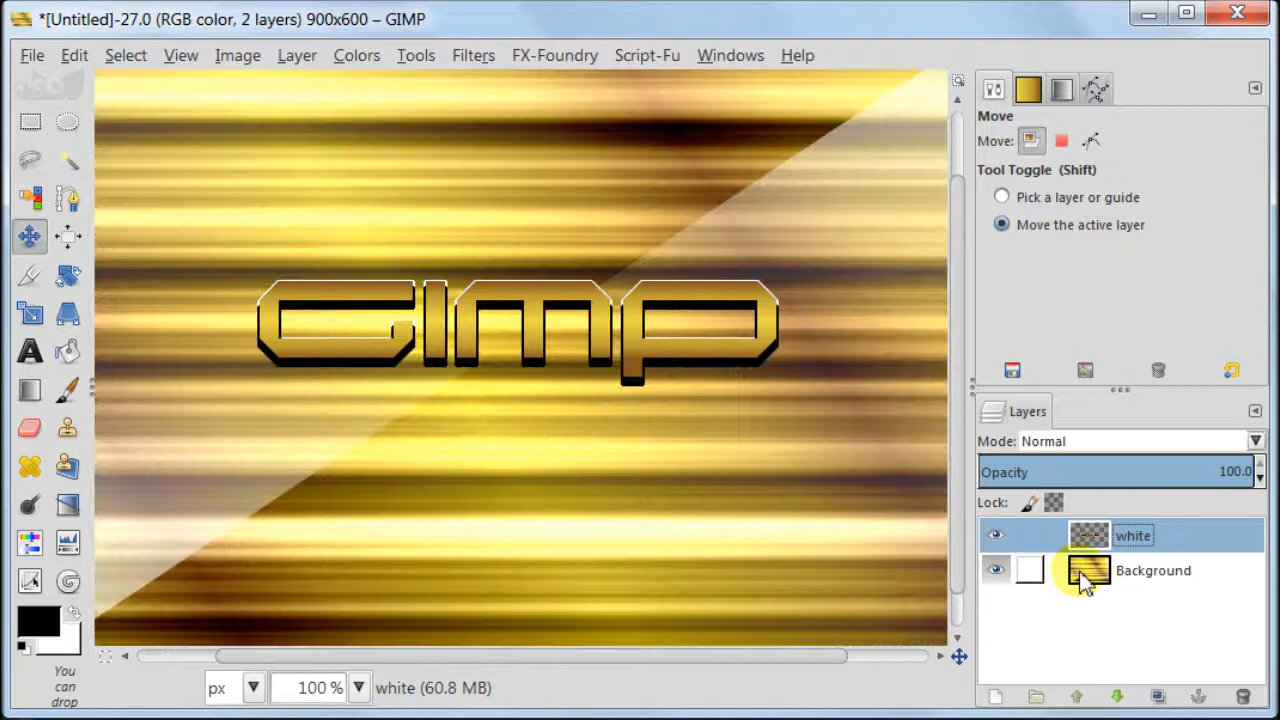 *[Untitled]-27.0 (RGB color, 2 layers) 900x600 – GIMP
File Edit Select View Image Layer Colors Tools Filters FX-Foundry Script-Fu Windows Help
Move
Move:
Tool Toggle (Shift)
Pick a layer or guide
Move the active layer
GImp
Layers
Mode: Normal
Opacity 100.0
Lock:
white
Background
You
can
drop
px 100 % white (60.8 MB)